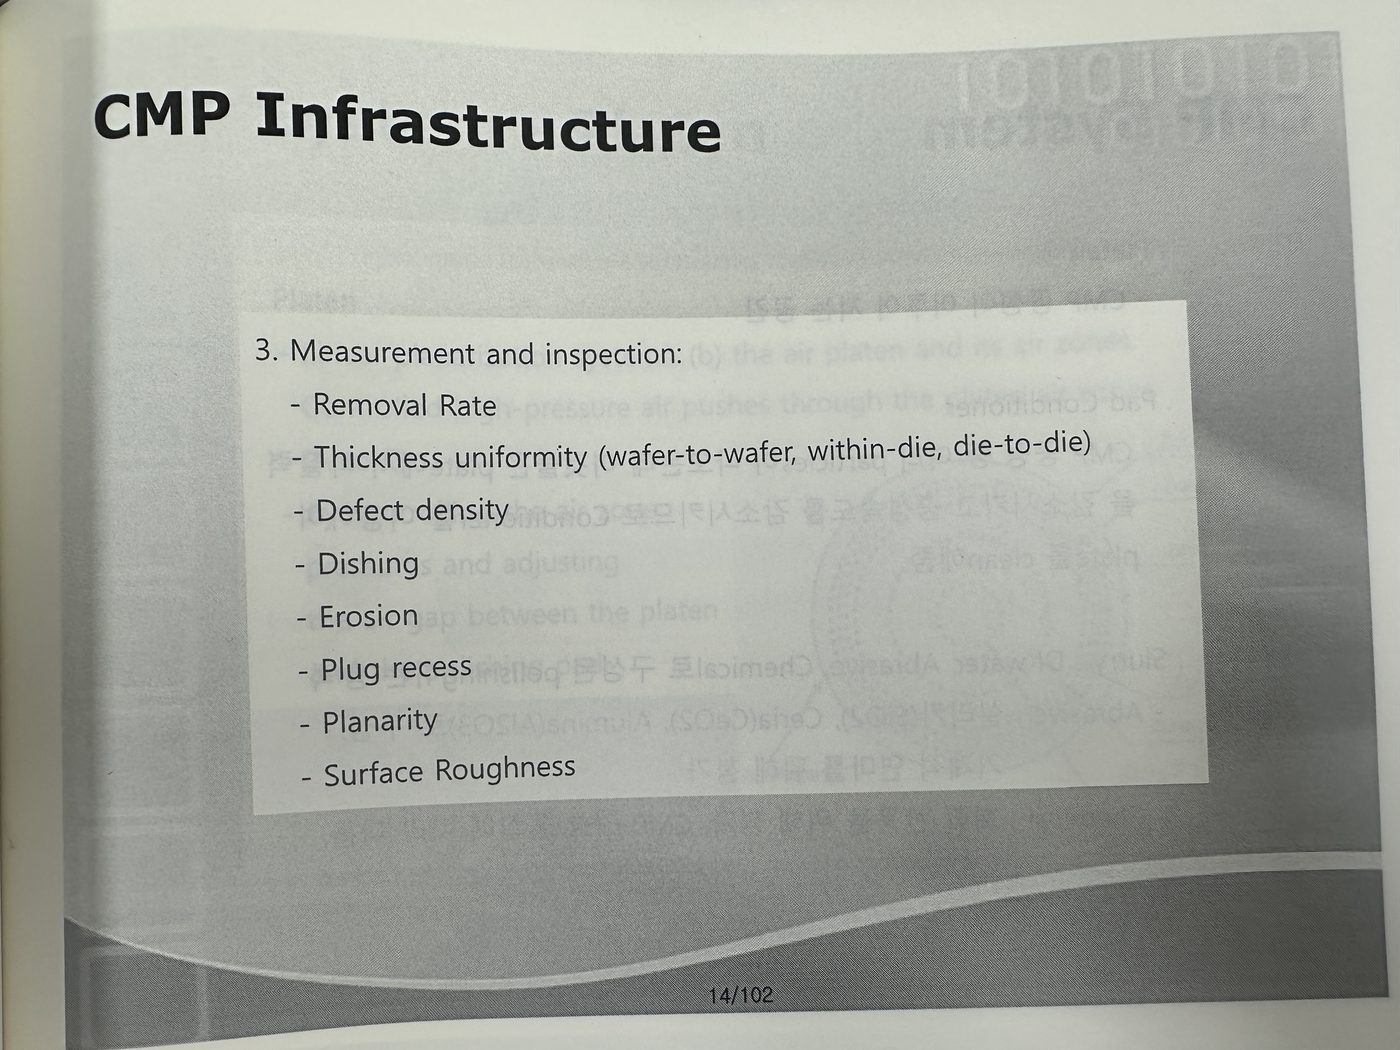 CMP Infrastructure
3. Measurement and inspection:
- Removal Rate
- Thickness uniformity (wafer-to-wafer, within-die, die-to-die)
- Defect density
- Dishing
- Erosion
- Plug recess
- Planarity
- Surface Roughness
14/102